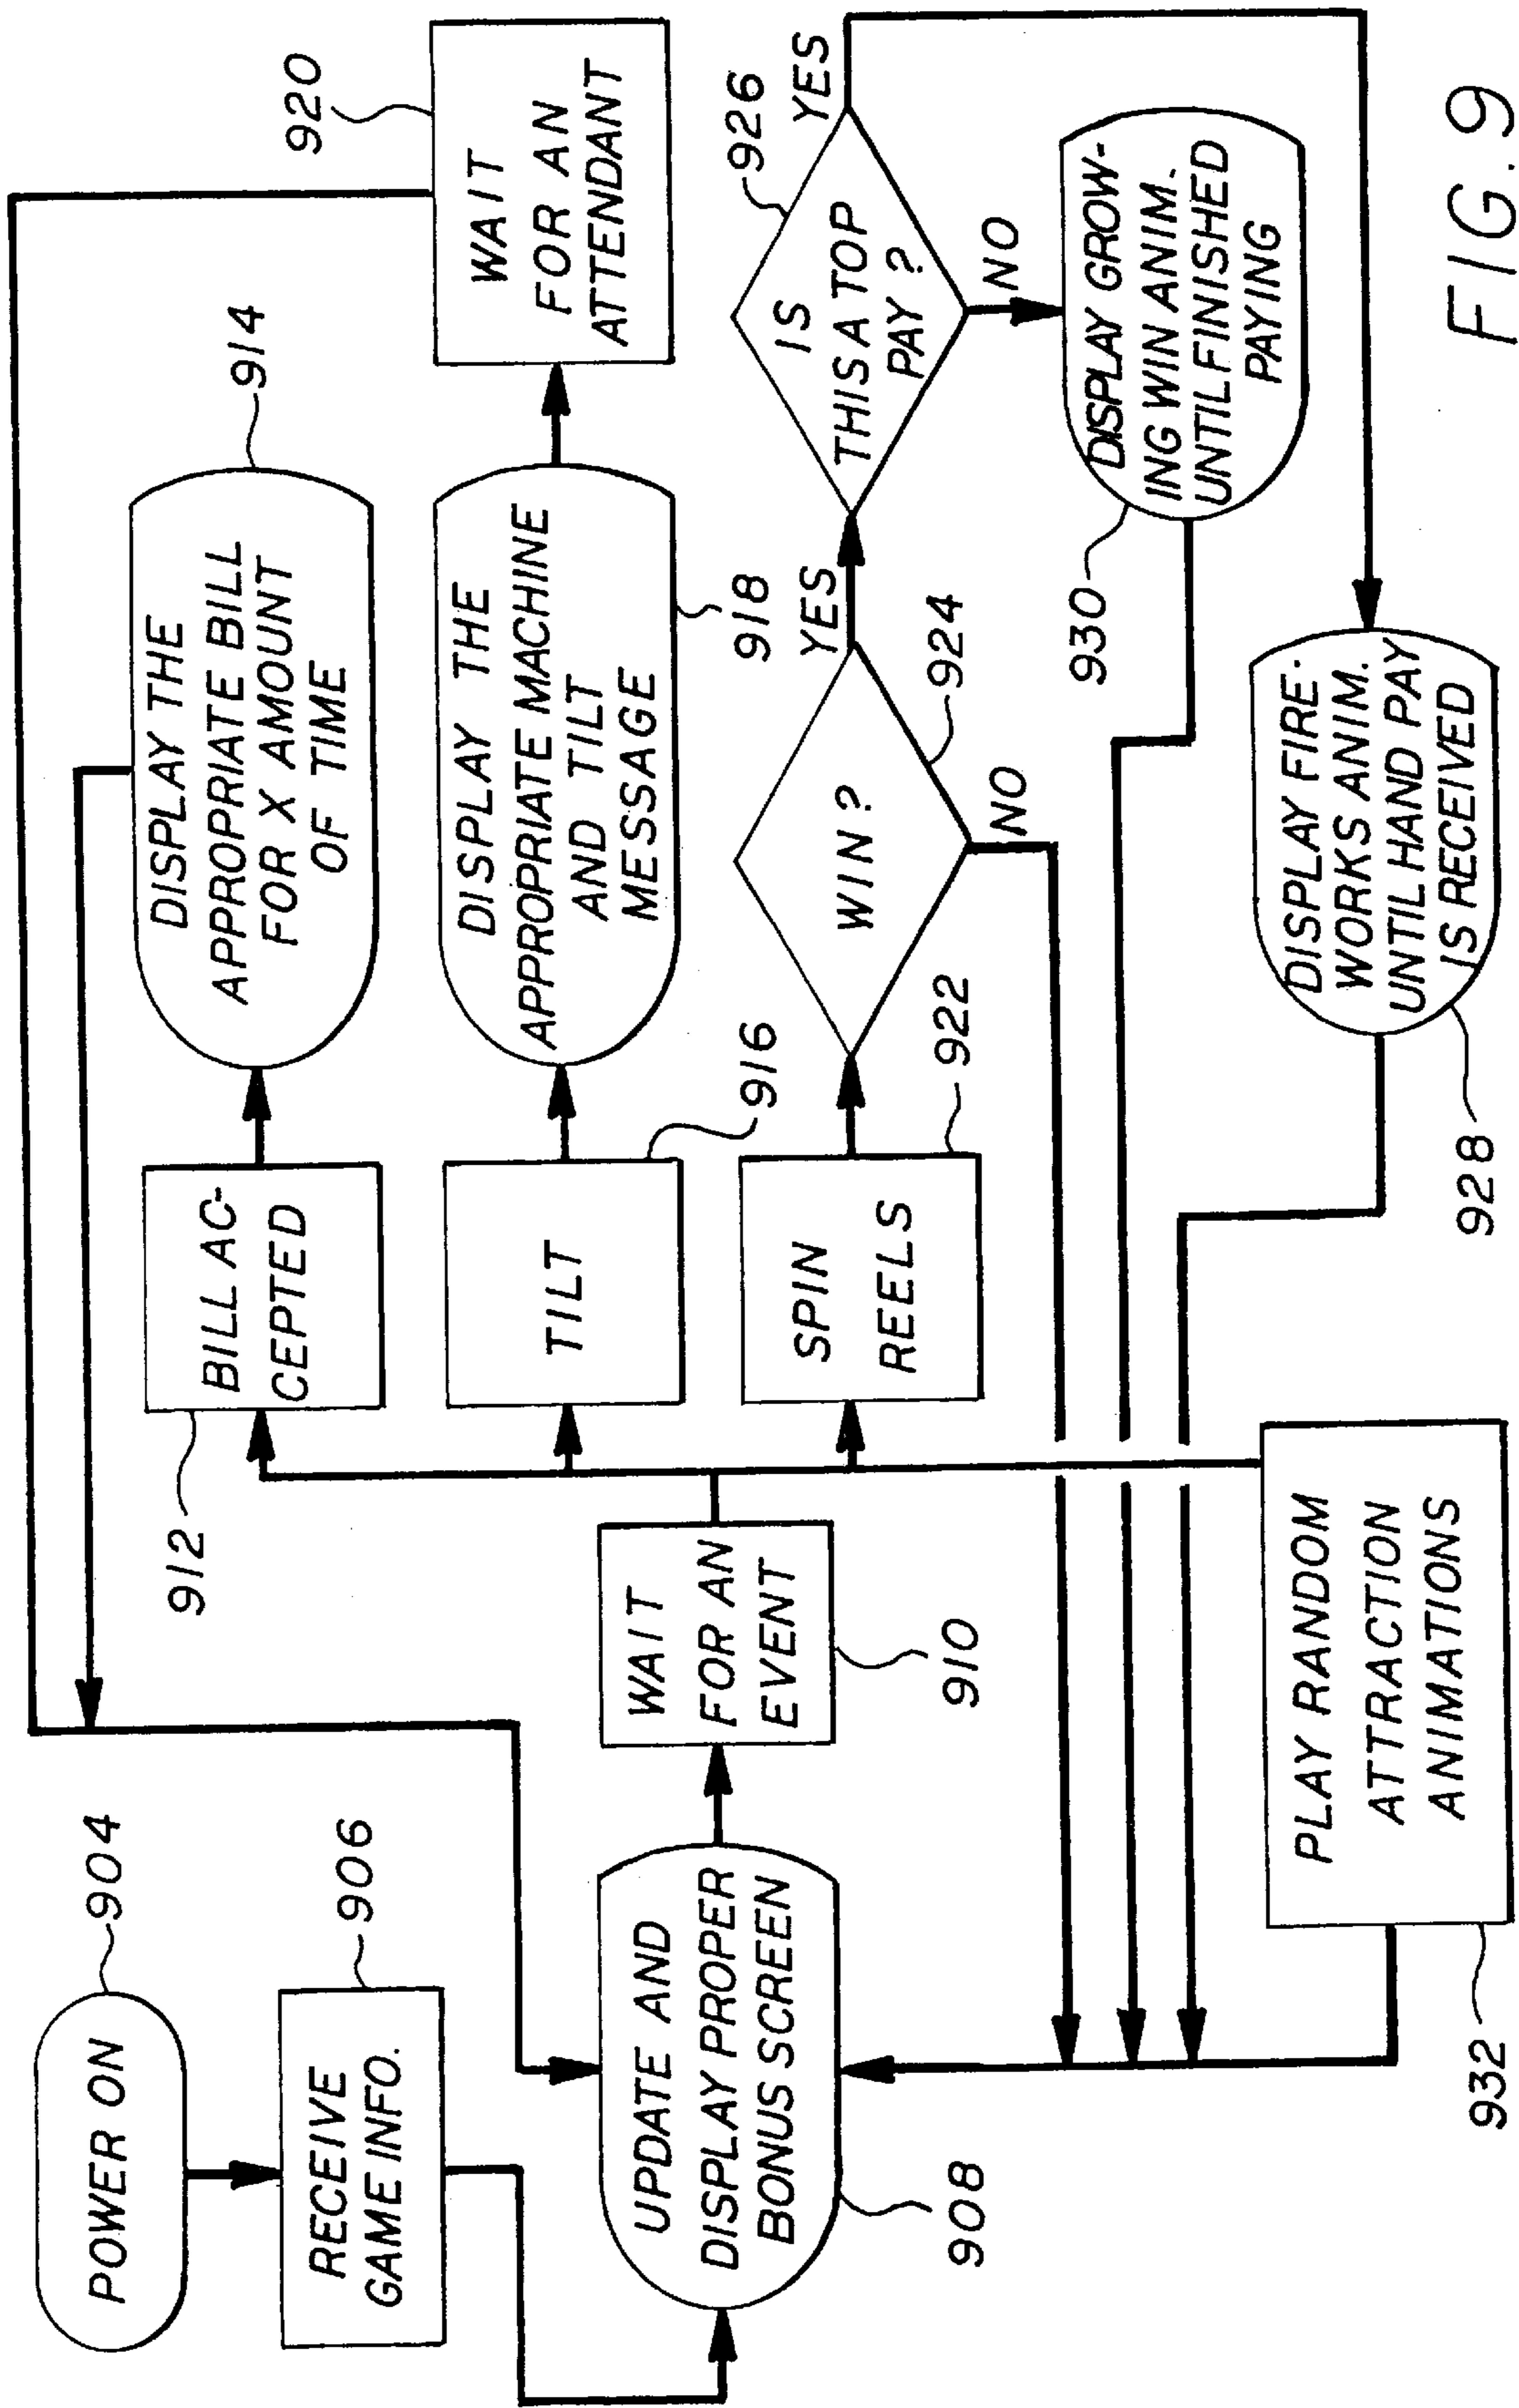 904
POWER ON
906
RECEIVE
GAME INFO.
UPDATE AND
DISPLAY PROPER
BONUS SCREEN
908
WAIT
FOR AN
EVENT
910
912
BILL AC-
CEPTED
DISPLAY THE
APPROPRIATE BILL
FOR X AMOUNT
OF TIME
914
TILT
916
DISPLAY THE
APPROPRIATE MACHINE
AND TILT
MESSAGE
918
WAIT
FOR AN
ATTENDANT
920
SPIN
REELS
922
WIN?
924
YES
NO
IS
THIS A TOP
PAY?
926
YES
NO
DISPLAY GROW-
ING WIN ANIM.
UNTIL FINISHED
PAYING
930
DISPLAY FIRE-
WORKS ANIM.
UNTIL HAND PAY
IS RECEIVED
928
PLAY RANDOM
ATTRACTION
ANIMATIONS
932
FIG. 9